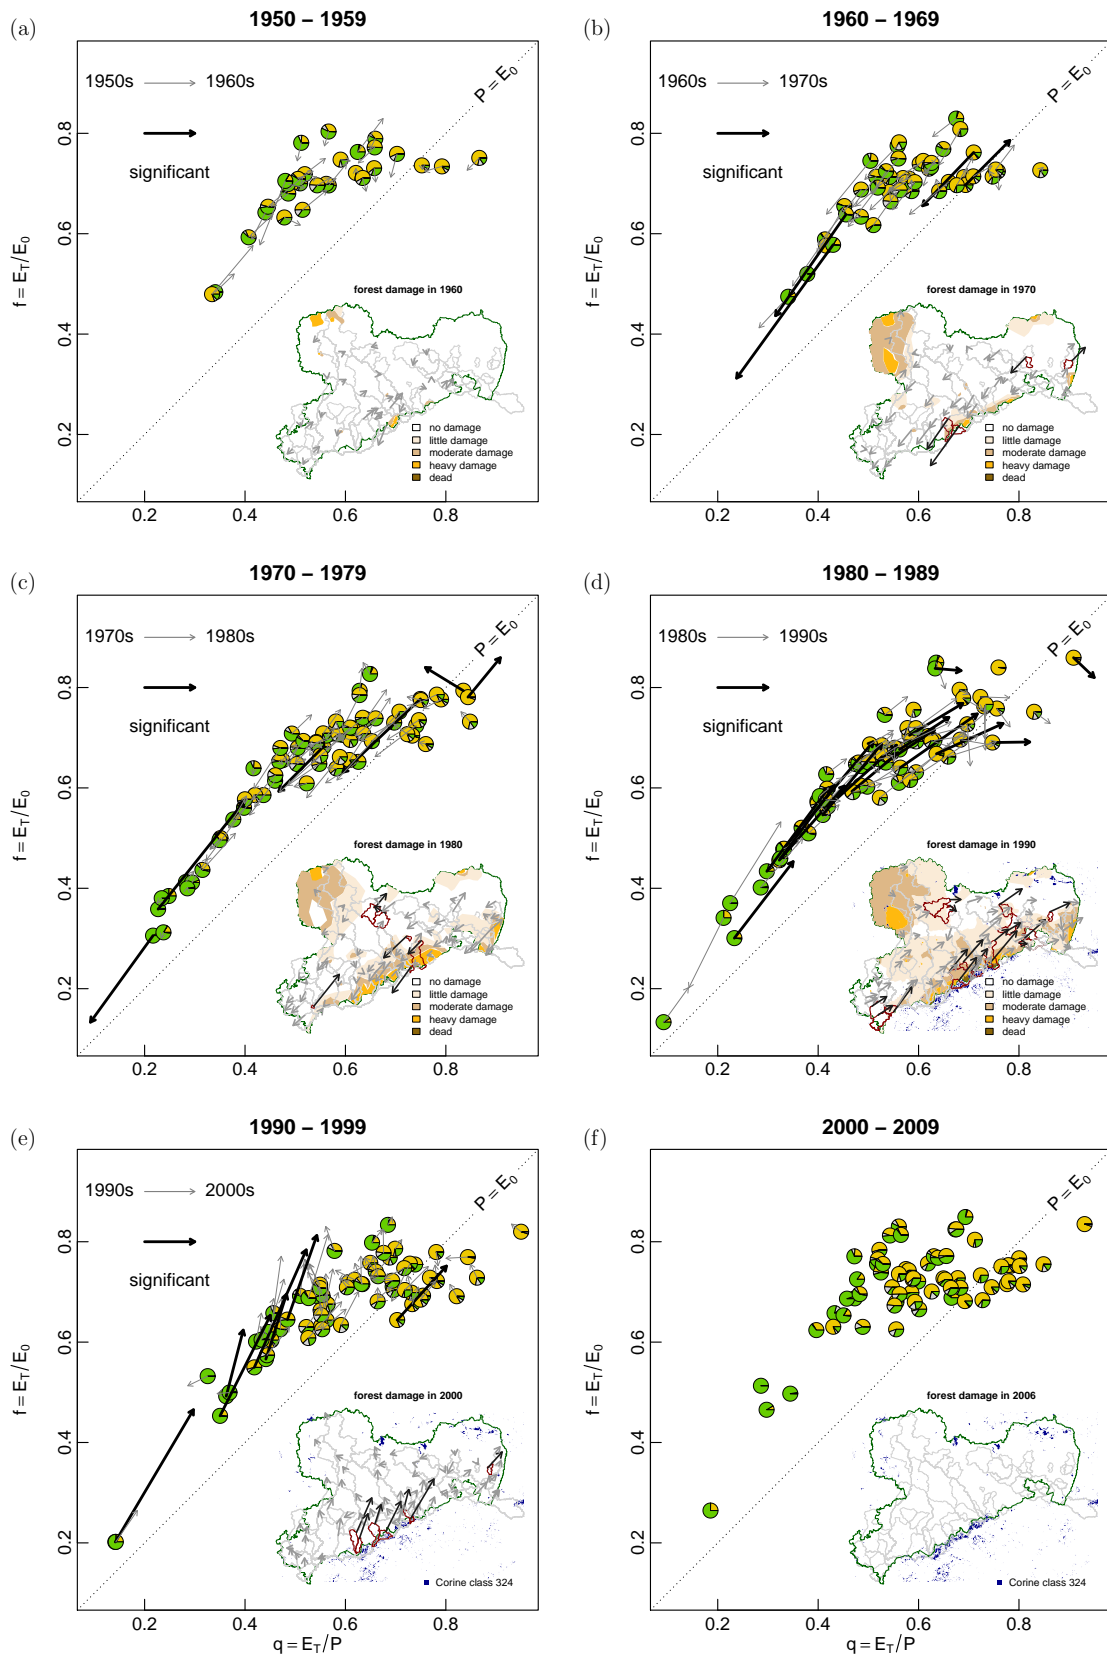 (a)
1950 – 1959
1950s
1960s
significant
P = E0
f = ET/E0
0.8
0.6
0.4
0.2
forest damage in 1960
no damage
little damage
moderate damage
heavy damage
dead
0.2 0.4 0.6 0.8
(b)
1960 – 1969
1960s
1970s
significant
P = E0
f = ET/E0
0.8
0.6
0.4
0.2
forest damage in 1970
no damage
little damage
moderate damage
heavy damage
dead
0.2 0.4 0.6 0.8
(c)
1970 – 1979
1970s
1980s
significant
P = E0
f = ET/E0
0.8
0.6
0.4
0.2
forest damage in 1980
no damage
little damage
moderate damage
heavy damage
dead
0.2 0.4 0.6 0.8
(d)
1980 – 1989
1980s
1990s
significant
P = E0
f = ET/E0
0.8
0.6
0.4
0.2
forest damage in 1990
no damage
little damage
moderate damage
heavy damage
dead
0.2 0.4 0.6 0.8
(e)
1990 – 1999
1990s
2000s
significant
P = E0
f = ET/E0
0.8
0.6
0.4
0.2
forest damage in 2000
Corine class 324
0.2 0.4 0.6 0.8
q = ET/P
(f)
2000 – 2009
P = E0
f = ET/E0
0.8
0.6
0.4
0.2
forest damage in 2006
Corine class 324
0.2 0.4 0.6 0.8
q = ET/P